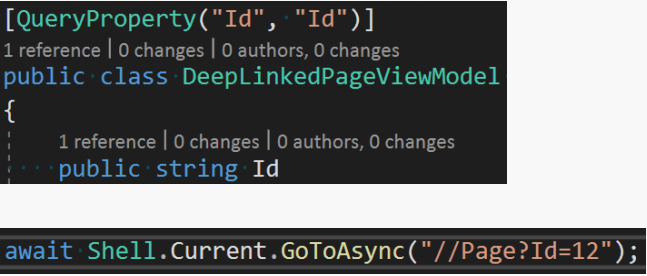 [QueryProperty("Id", "Id")]
1 reference | 0 changes | 0 authors, 0 changes
public class DeepLinkedPageViewModel
{
1 reference | 0 changes | 0 authors, 0 changes
public string Id
await Shell.Current.GoToAsync("//Page?Id=12");